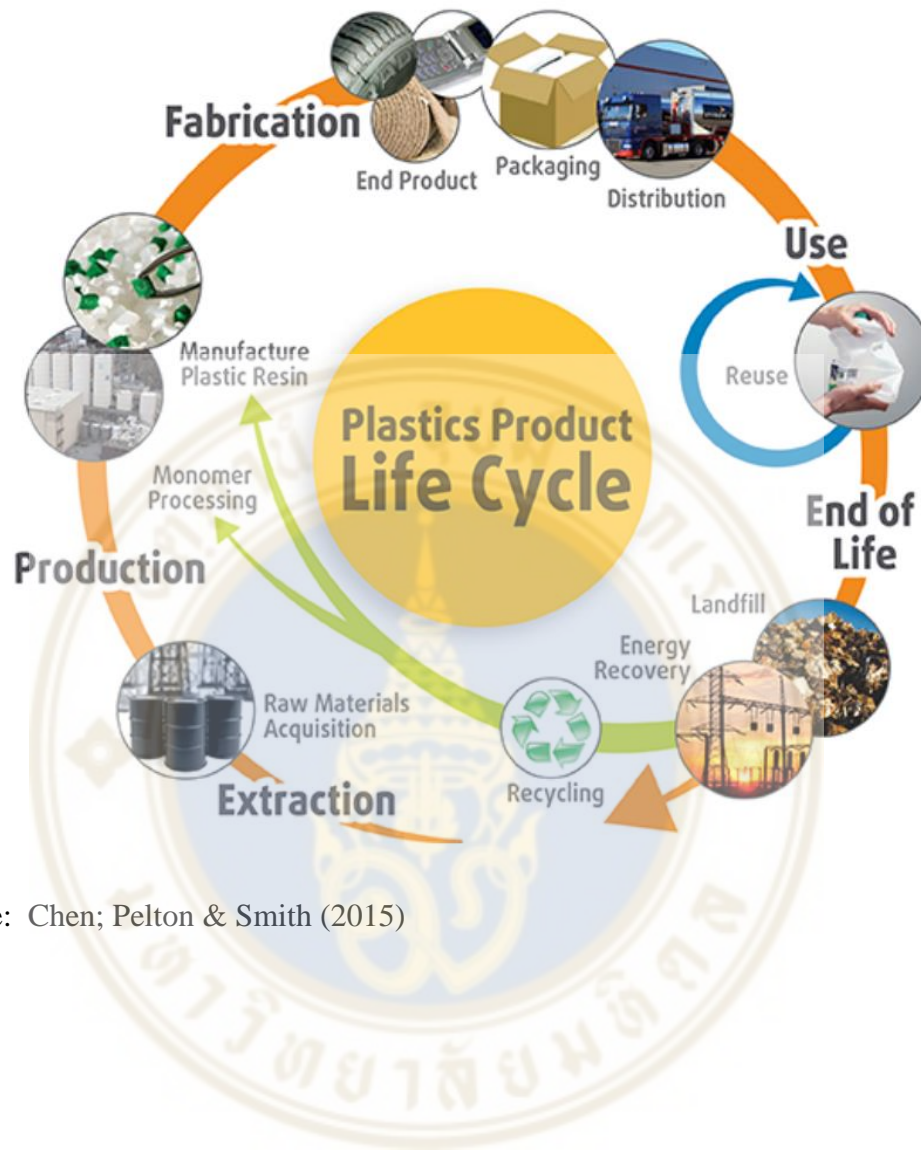 Fabrication
End Product
Packaging
Distribution
Use
Manufacture
Plastic Resin
Reuse
Plastics Product
Life Cycle
Monomer
Processing
End of
Life
Production
Landfill
Energy
Recovery
Raw Materials
Acquisition
Recycling
Extraction
e: Chen; Pelton & Smith (2015)